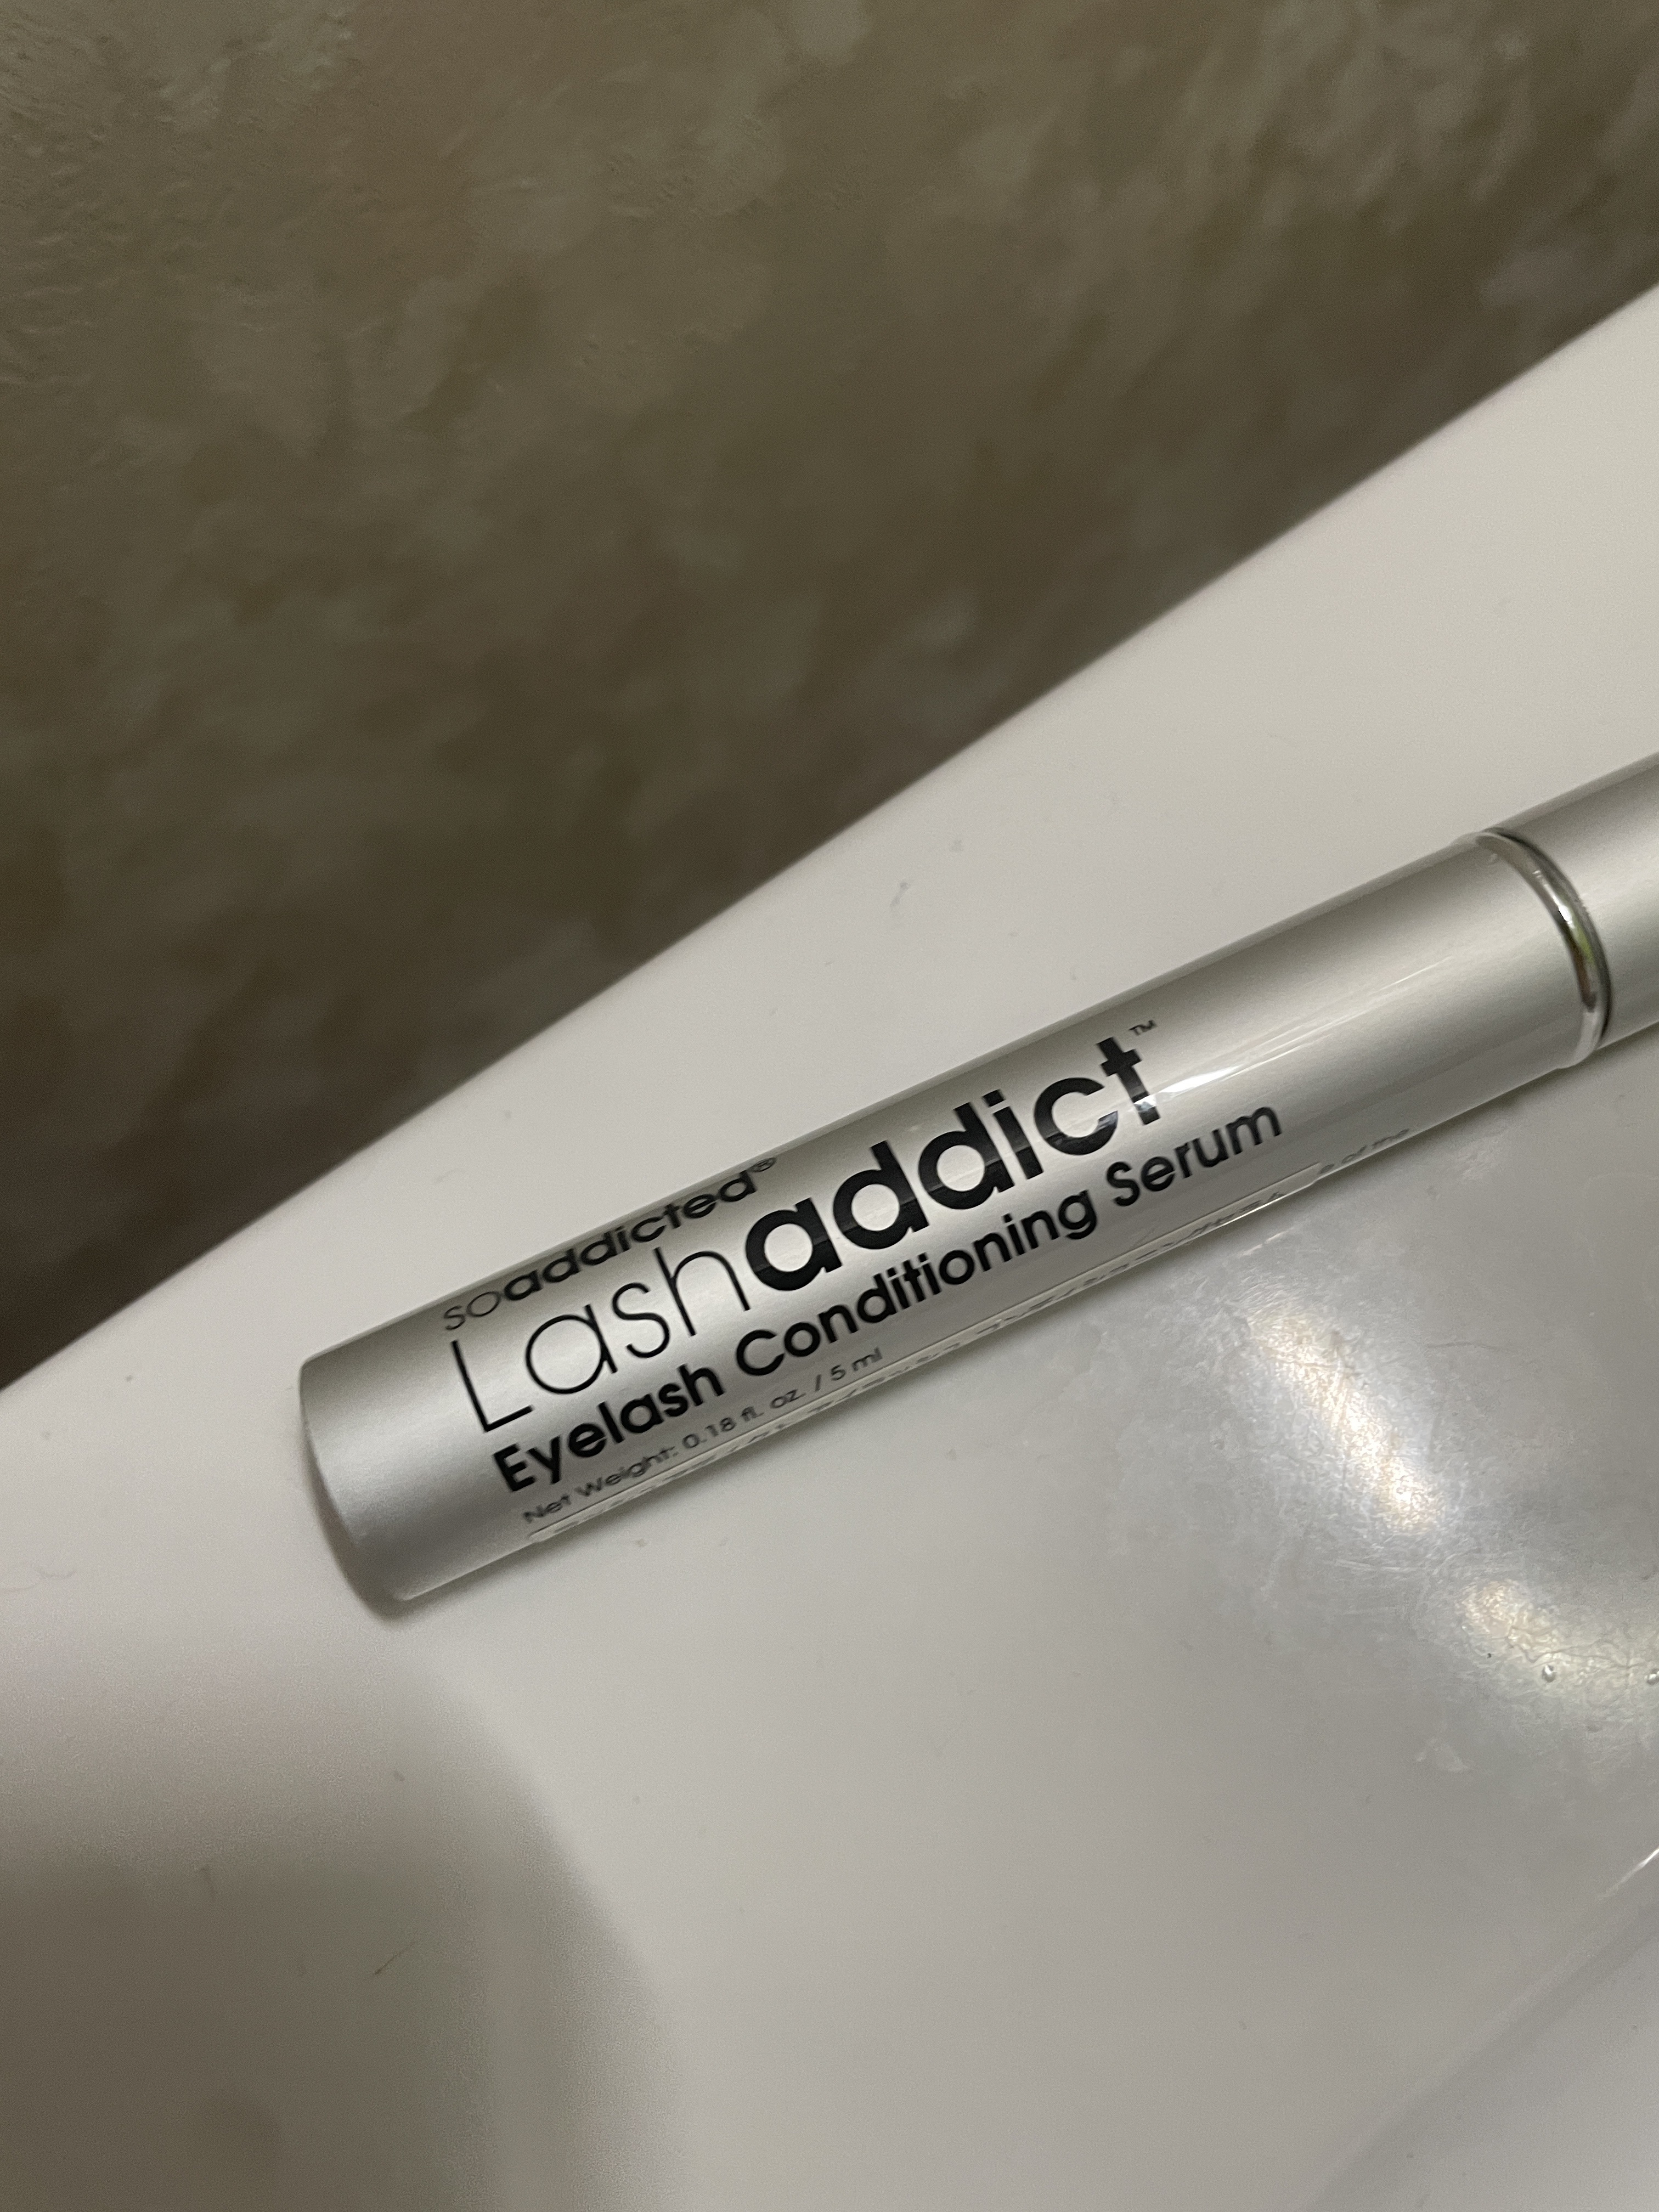 soaddicted®
Lashaddict™
Eyelash Conditioning Serum
Net Weight: 0.18 fl. oz. / 5 ml